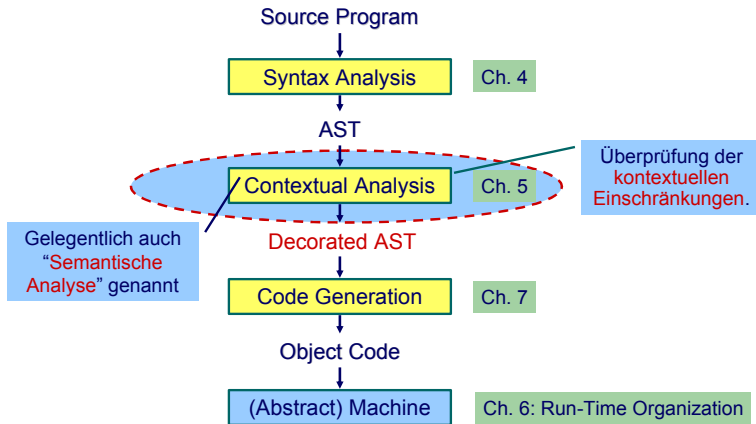 Source Program
Syntax Analysis
Ch. 4
AST
Contextual Analysis
Ch. 5
Überprüfung der
kontextuellen
Einschränkungen.
Gelegentlich auch
“Semantische
Analyse” genannt
Decorated AST
Code Generation
Ch. 7
Object Code
(Abstract) Machine
Ch. 6: Run-Time Organization